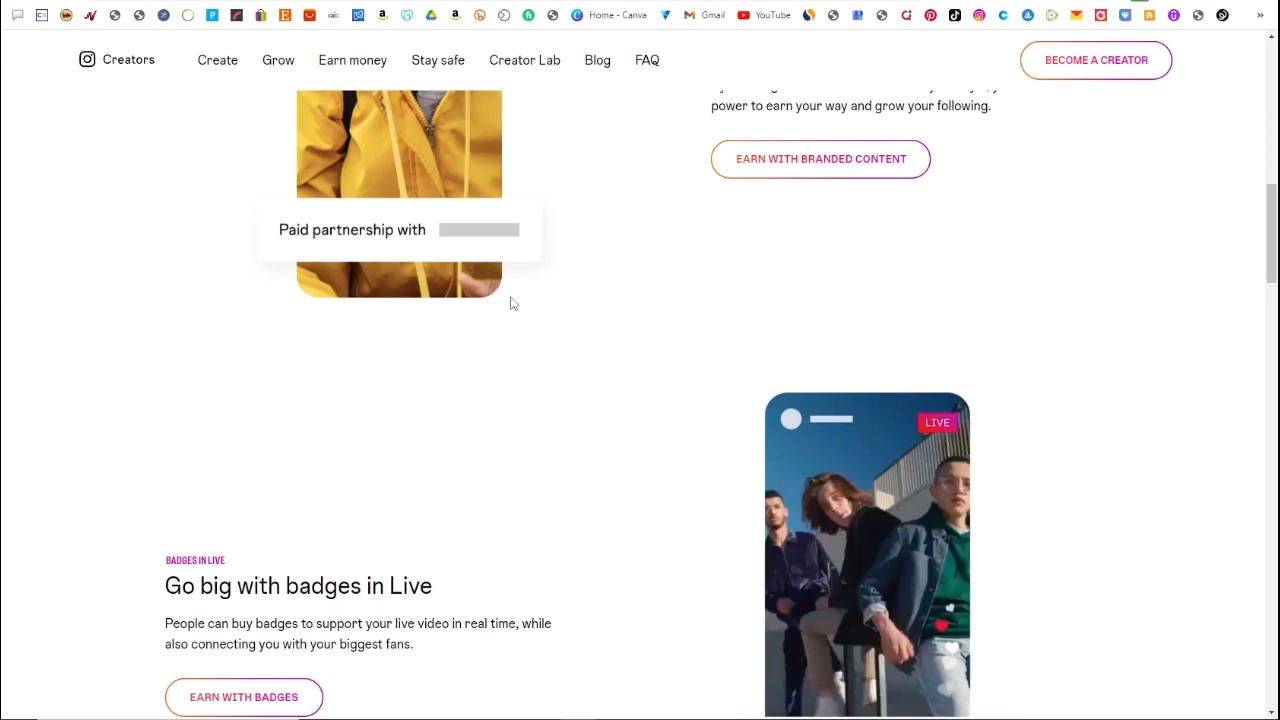 Home - Canva
Gmail
YouTube
»
Creators
Create
Grow
Earn money
Stay safe
Creator Lab
Blog
FAQ
BECOME A CREATOR
power to earn your way and grow your following.
EARN WITH BRANDED CONTENT
Paid partnership with
LIVE
BADGES IN LIVE
Go big with badges in Live
People can buy badges to support your live video in real time, while
also connecting you with your biggest fans.
EARN WITH BADGES